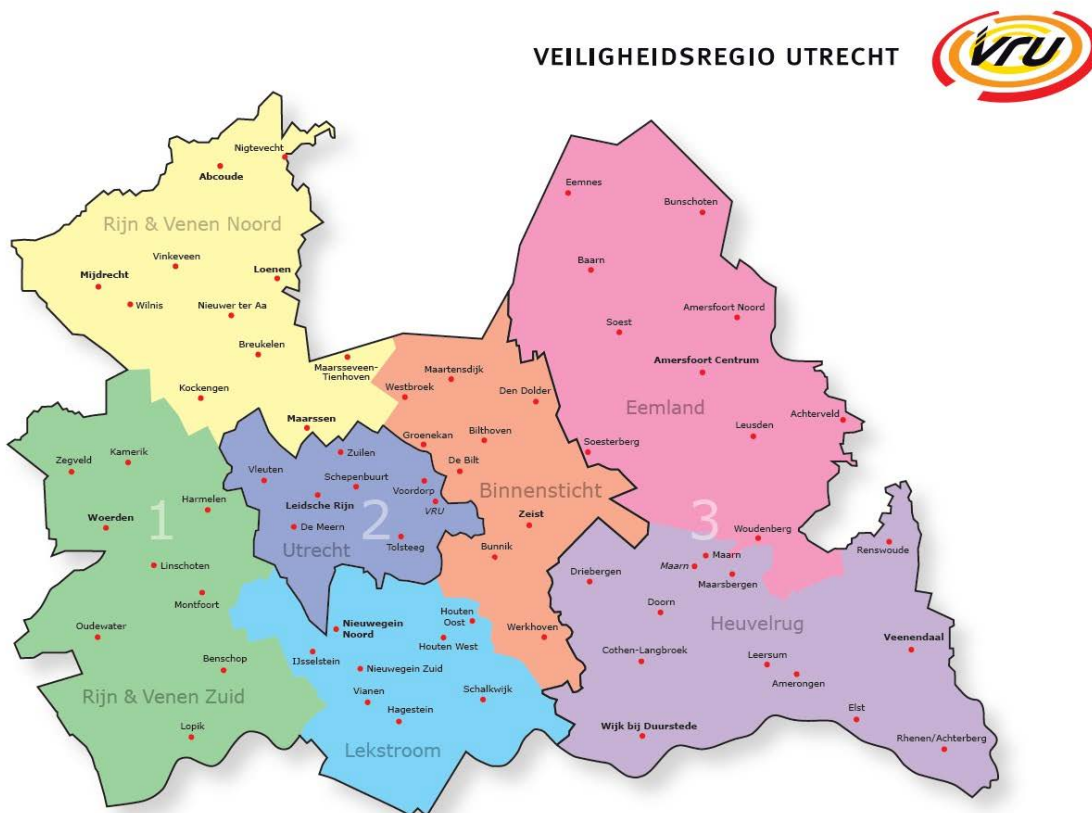 VEILIGHEIDSREGIO UTRECHT
vru
Nigtevecht
Abcoude
Rijn & Venen Noord
Vinkeveen
Mijdrecht
Loenen
Wilnis
Nieuwer ter Aa
Breukelen
Maarsseveen-
Tienhoven
Kockengen
Maarssen
Eemnes
Bunschoten
Baarn
Amersfoort Noord
Soest
Amersfoort Centrum
Eemland
Achterveld
Leusden
Soesterberg
Woudenberg
3
Maartensdijk
Westbroek
Den Dolder
Groenekan
Bilthoven
De Bilt
Binnensticht
Zeist
Bunnik
Werkhoven
Zuilen
Vleuten
Schepenbuurt
Voordorp
Leidsche Rijn
VRU
De Meern
2
Utrecht
Tolsteeg
Kamerik
Zegveld
Harmelen
Woerden
1
Linschoten
Montfoort
Oudewater
Benschop
Rijn & Venen Zuid
Lopik
Nieuwegein
Noord
Houten
Oost
Houten West
IJsselstein
Nieuwegein Zuid
Vianen
Schalkwijk
Hagestein
Lekstroom
Renswoude
Maarn
Maarn
Driebergen
Maarsbergen
Doorn
Heuvelrug
Veenendaal
Cothen-Langbroek
Leersum
Amerongen
Elst
Wijk bij Duurstede
Rhenen/Achterberg